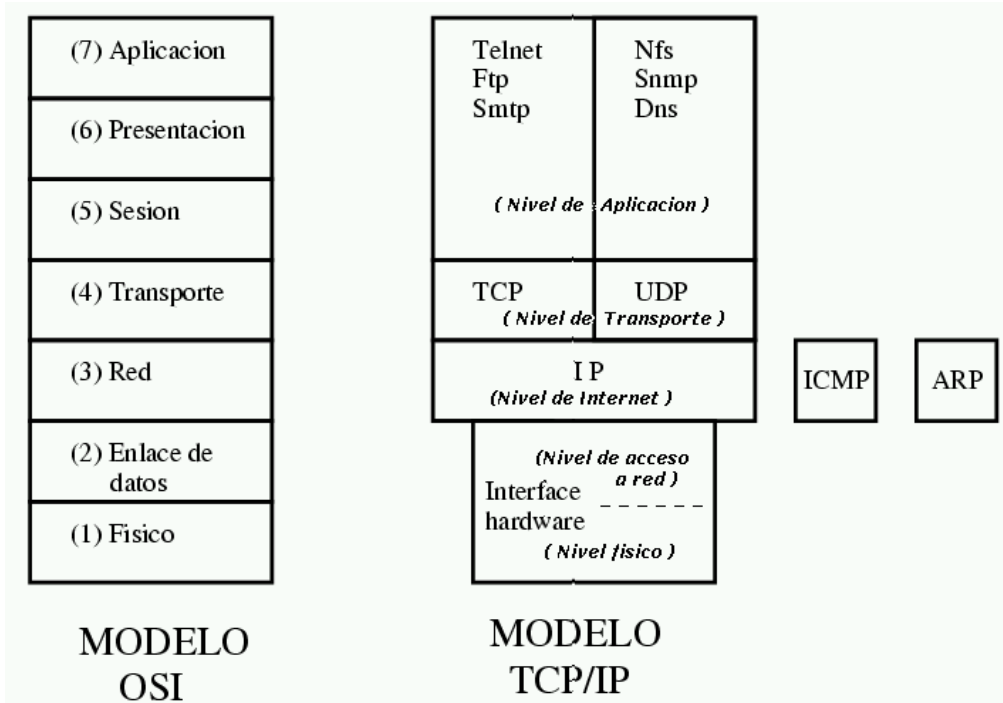 (7) Aplicacion
(6) Presentacion
(5) Sesion
(4) Transporte
(3) Red
(2) Enlace de
datos
(1) Fisico
MODELO
OSI
Telnet
Ftp
Smtp
Nfs
Snmp
Dns
( Nivel de Aplicacion )
TCP
UDP
( Nivel de Transporte )
I P
(Nivel de Internet )
ICMP
ARP
(Nivel de acceso
a red )
Interface
hardware
( Nivel fisico )
MODELO
TCP/IP